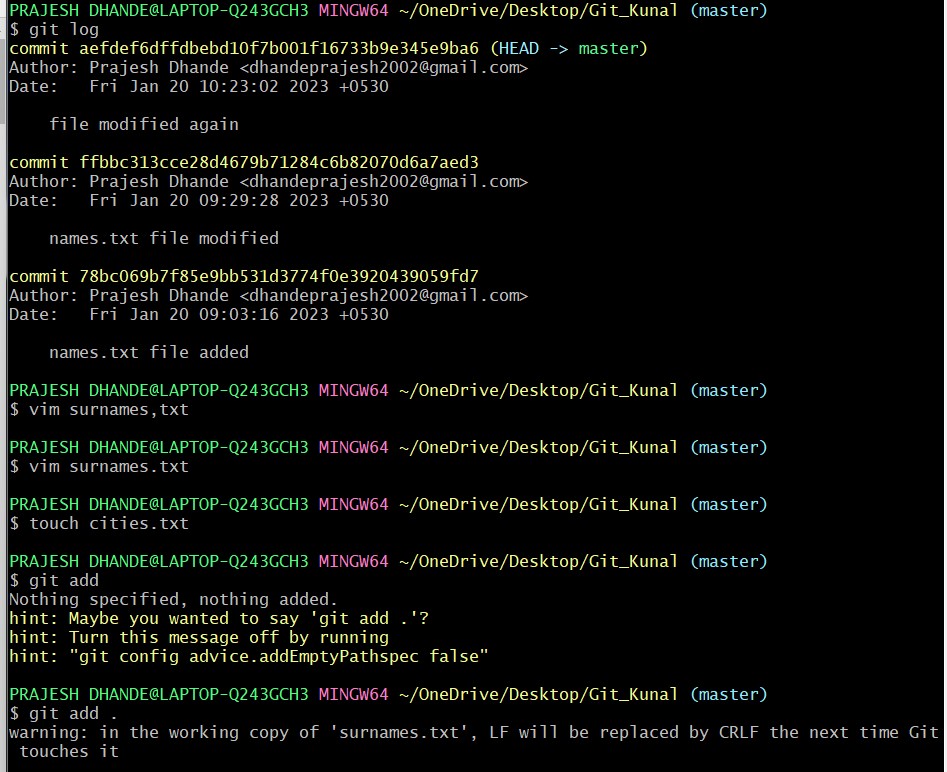 PRAJESH DHANDE@LAPTOP-Q243GCH3 MINGW64 ~/OneDrive/Desktop/Git_Kunal (master)
$ git log
commit aefdef6dffdbebd10f7b001f16733b9e345e9ba6 (HEAD -> master)
Author: Prajesh Dhande <dhandeprajesh2002@gmail.com>
Date:   Fri Jan 20 10:23:02 2023 +0530

    file modified again

commit ffbbc313cce28d4679b71284c6b82070d6a7aed3
Author: Prajesh Dhande <dhandeprajesh2002@gmail.com>
Date:   Fri Jan 20 09:29:28 2023 +0530

    names.txt file modified

commit 78bc069b7f85e9bb531d3774f0e3920439059fd7
Author: Prajesh Dhande <dhandeprajesh2002@gmail.com>
Date:   Fri Jan 20 09:03:16 2023 +0530

    names.txt file added

PRAJESH DHANDE@LAPTOP-Q243GCH3 MINGW64 ~/OneDrive/Desktop/Git_Kunal (master)
$ vim surnames,txt

PRAJESH DHANDE@LAPTOP-Q243GCH3 MINGW64 ~/OneDrive/Desktop/Git_Kunal (master)
$ vim surnames.txt

PRAJESH DHANDE@LAPTOP-Q243GCH3 MINGW64 ~/OneDrive/Desktop/Git_Kunal (master)
$ touch cities.txt

PRAJESH DHANDE@LAPTOP-Q243GCH3 MINGW64 ~/OneDrive/Desktop/Git_Kunal (master)
$ git add
Nothing specified, nothing added.
hint: Maybe you wanted to say 'git add .'?
hint: Turn this message off by running
hint: "git config advice.addEmptyPathspec false"

PRAJESH DHANDE@LAPTOP-Q243GCH3 MINGW64 ~/OneDrive/Desktop/Git_Kunal (master)
$ git add .
warning: in the working copy of 'surnames.txt', LF will be replaced by CRLF the next time Git
 touches it